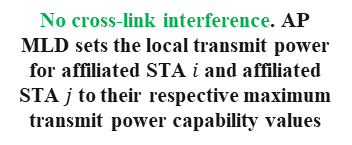 No cross-link interference. AP
MLD sets the local transmit power
for affiliated STA i and affiliated
STA j to their respective maximum
transmit power capability values